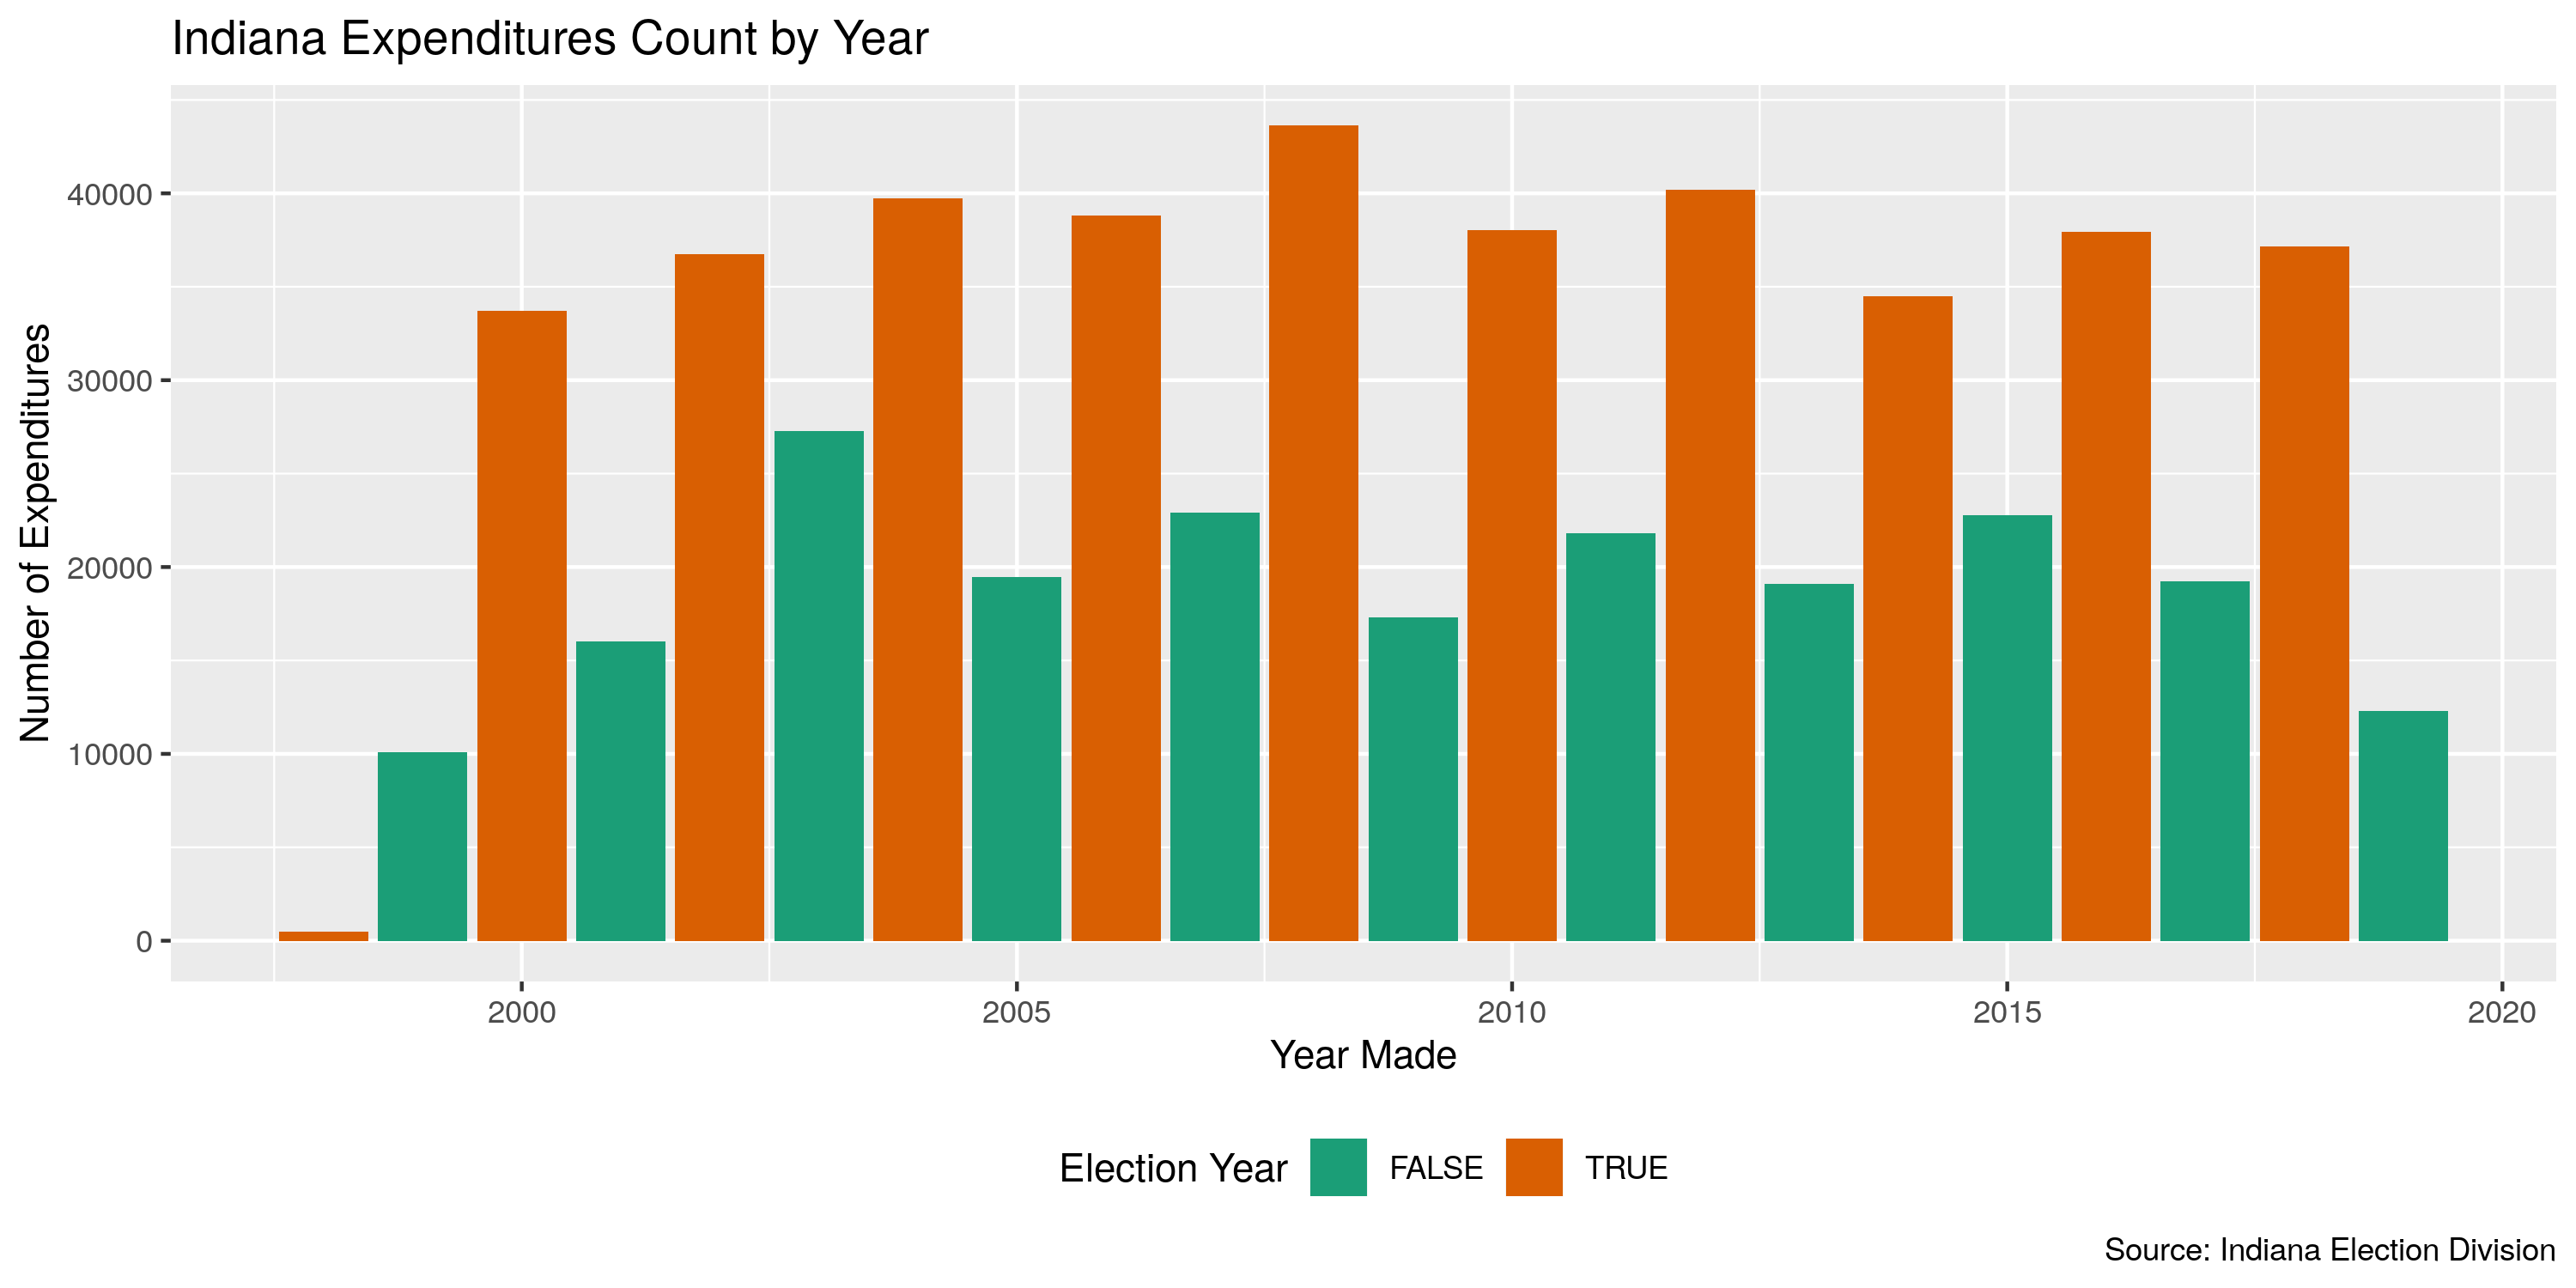 Indiana Expenditures Count by Year
Number of Expenditures
40000
30000
20000
10000
0
2000 2005 2010 2015 2020
Year Made
Election Year FALSE TRUE
Source: Indiana Election Division